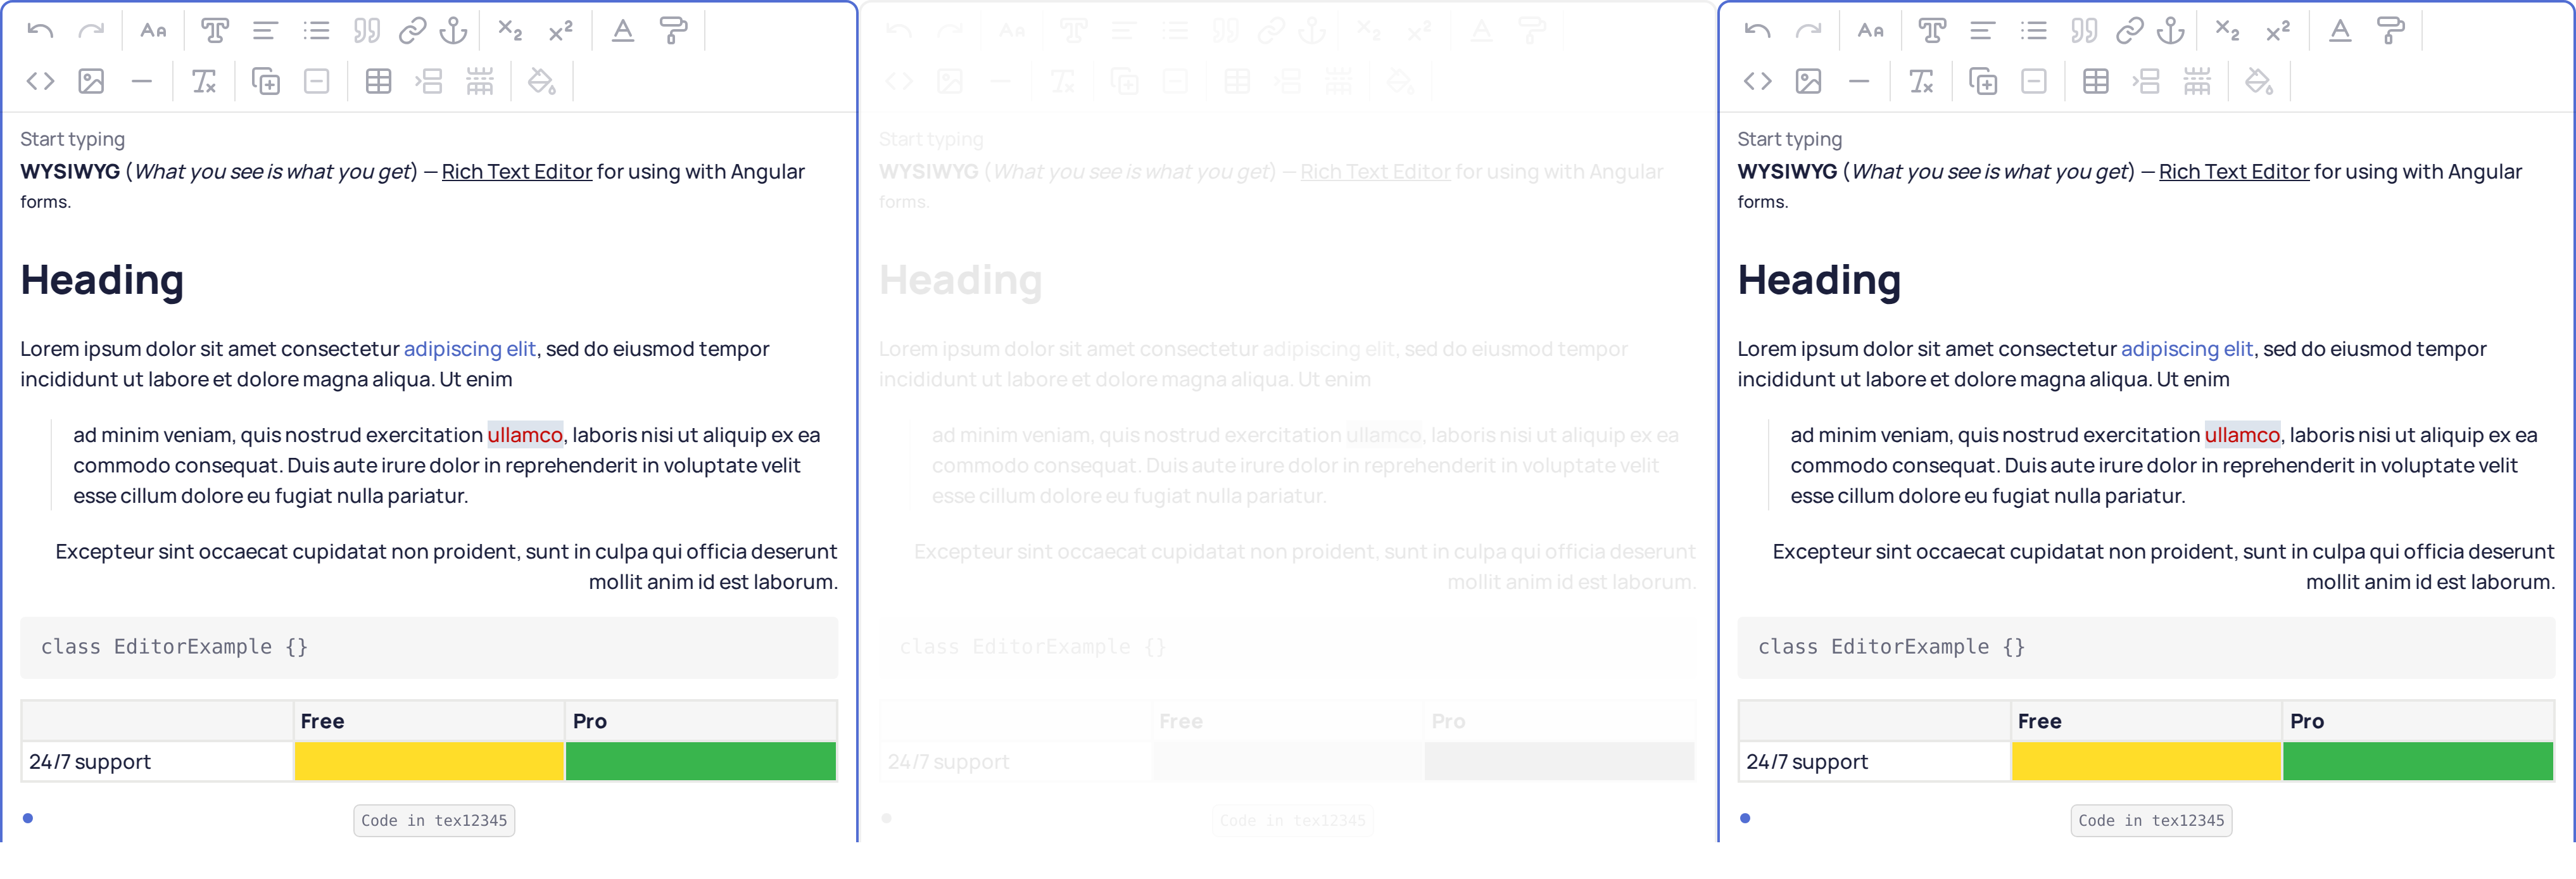 Start typing
WYSIWYG (What you see is what you get) — Rich Text Editor for using with Angular
forms.
Heading
Lorem ipsum dolor sit amet consectetur adipiscing elit, sed do eiusmod tempor
incididunt ut labore et dolore magna aliqua. Ut enim
ad minim veniam, quis nostrud exercitation ullamco, laboris nisi ut aliquip ex ea
commodo consequat. Duis aute irure dolor in reprehenderit in voluptate velit
esse cillum dolore eu fugiat nulla pariatur.
Excepteur sint occaecat cupidatat non proident, sunt in culpa qui officia deserunt
mollit anim id est laborum.
class EditorExample {}
Free Pro
24/7 support
Code in tex12345
Start typing
WYSIWYG (What you see is what you get) — Rich Text Editor for using with Angular
forms.
Heading
Lorem ipsum dolor sit amet consectetur adipiscing elit, sed do eiusmod tempor
incididunt ut labore et dolore magna aliqua. Ut enim
ad minim veniam, quis nostrud exercitation ullamco, laboris nisi ut aliquip ex ea
commodo consequat. Duis aute irure dolor in reprehenderit in voluptate velit
esse cillum dolore eu fugiat nulla pariatur.
Excepteur sint occaecat cupidatat non proident, sunt in culpa qui officia deserunt
mollit anim id est laborum.
class EditorExample {}
Free Pro
24/7 support
Code in tex12345
Start typing
WYSIWYG (What you see is what you get) — Rich Text Editor for using with Angular
forms.
Heading
Lorem ipsum dolor sit amet consectetur adipiscing elit, sed do eiusmod tempor
incididunt ut labore et dolore magna aliqua. Ut enim
ad minim veniam, quis nostrud exercitation ullamco, laboris nisi ut aliquip ex ea
commodo consequat. Duis aute irure dolor in reprehenderit in voluptate velit
esse cillum dolore eu fugiat nulla pariatur.
Excepteur sint occaecat cupidatat non proident, sunt in culpa qui officia deserunt
mollit anim id est laborum.
class EditorExample {}
Free Pro
24/7 support
Code in tex12345